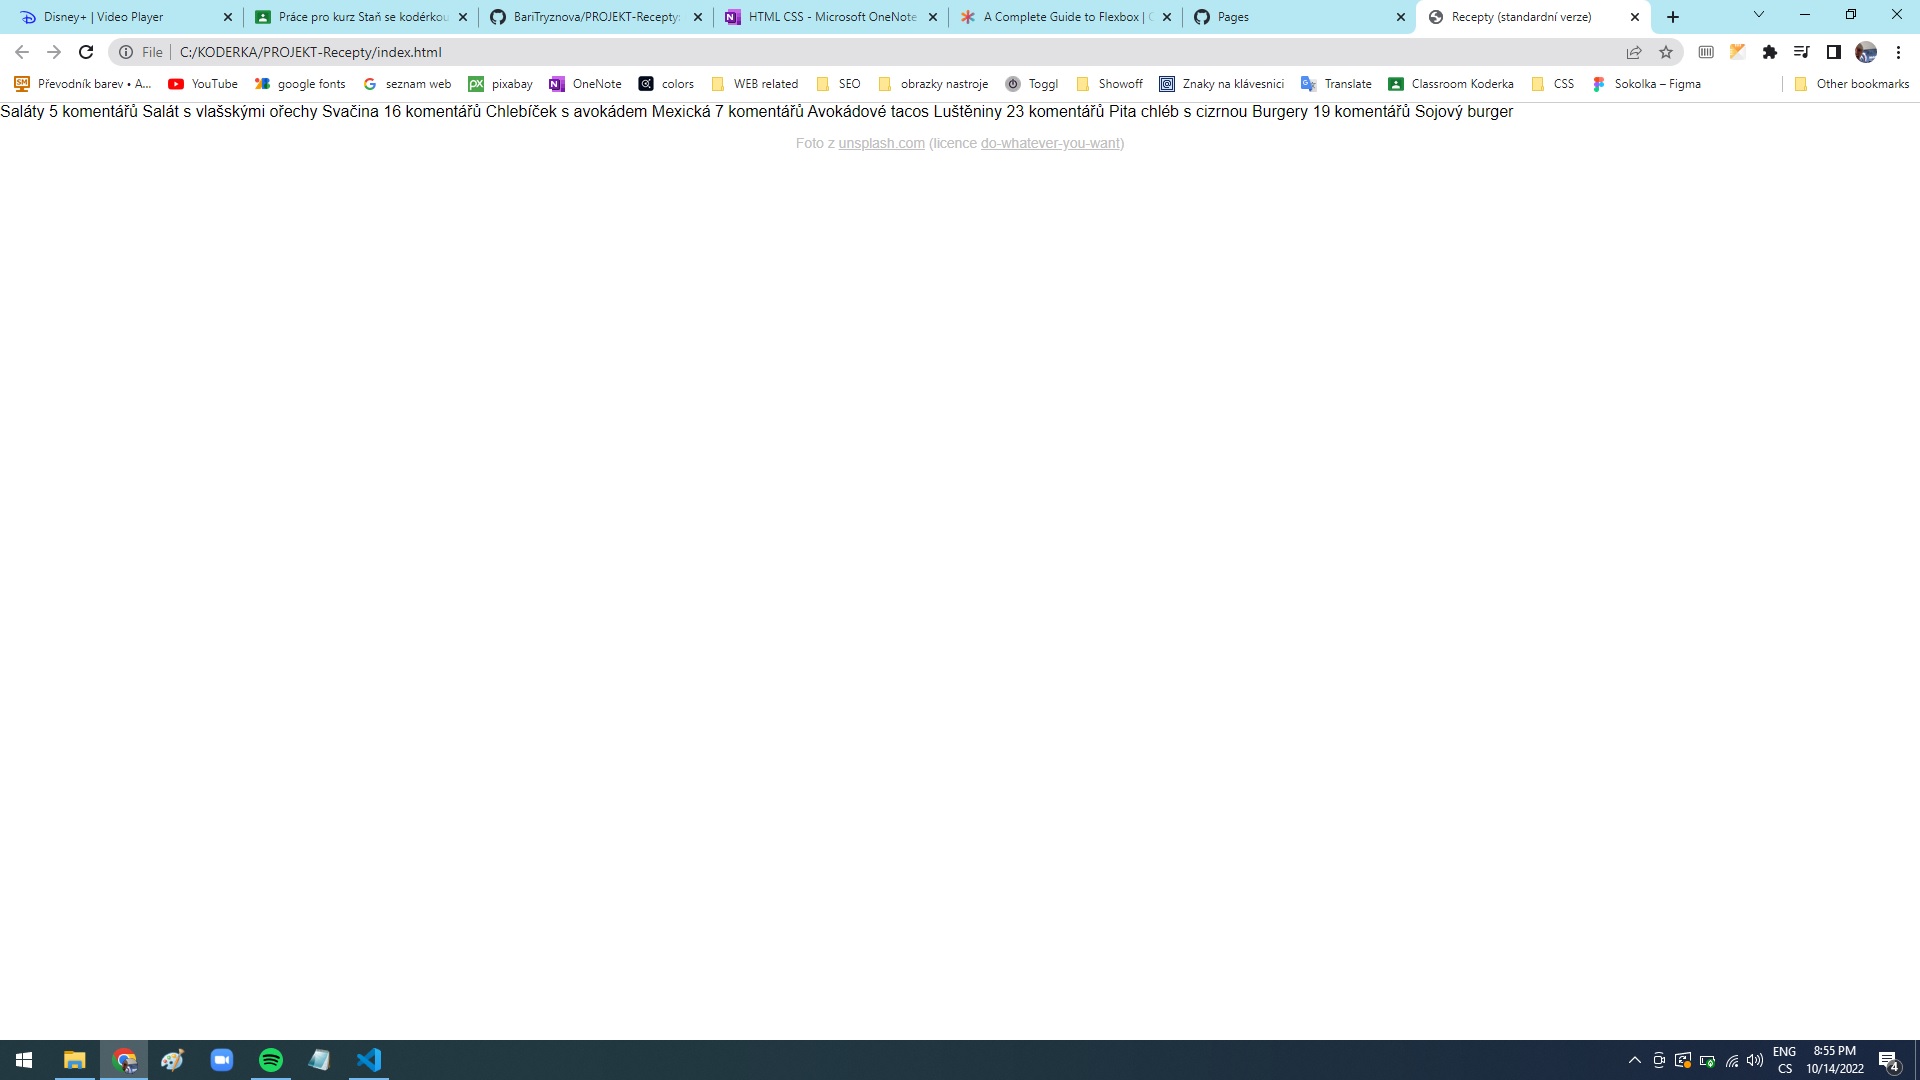 Disney+ | Video Player
Práce pro kurz Staň se kodérkou
BariTryznova/PROJEKT-Recepty:
HTML CSS - Microsoft OneNote
A Complete Guide to Flexbox | C
Pages
Recepty (standardní verze)
File
C:/KODERKA/PROJEKT-Recepty/index.html
Převodník barev • A...
YouTube
google fonts
seznam web
pixabay
OneNote
colors
WEB related
SEO
obrazky nastroje
Toggl
Showoff
Znaky na klávesnici
Translate
Classroom Koderka
CSS
Sokolka – Figma
Other bookmarks
Saláty 5 komentářů Salát s vlašskými ořechy Svačina 16 komentářů Chlebíček s avokádem Mexická 7 komentářů Avokádové tacos Luštěniny 23 komentářů Pita chléb s cizrnou Burgery 19 komentářů Sojový burger
Foto z unsplash.com (licence do-whatever-you-want)
ENG
CS
8:55 PM
10/14/2022
4